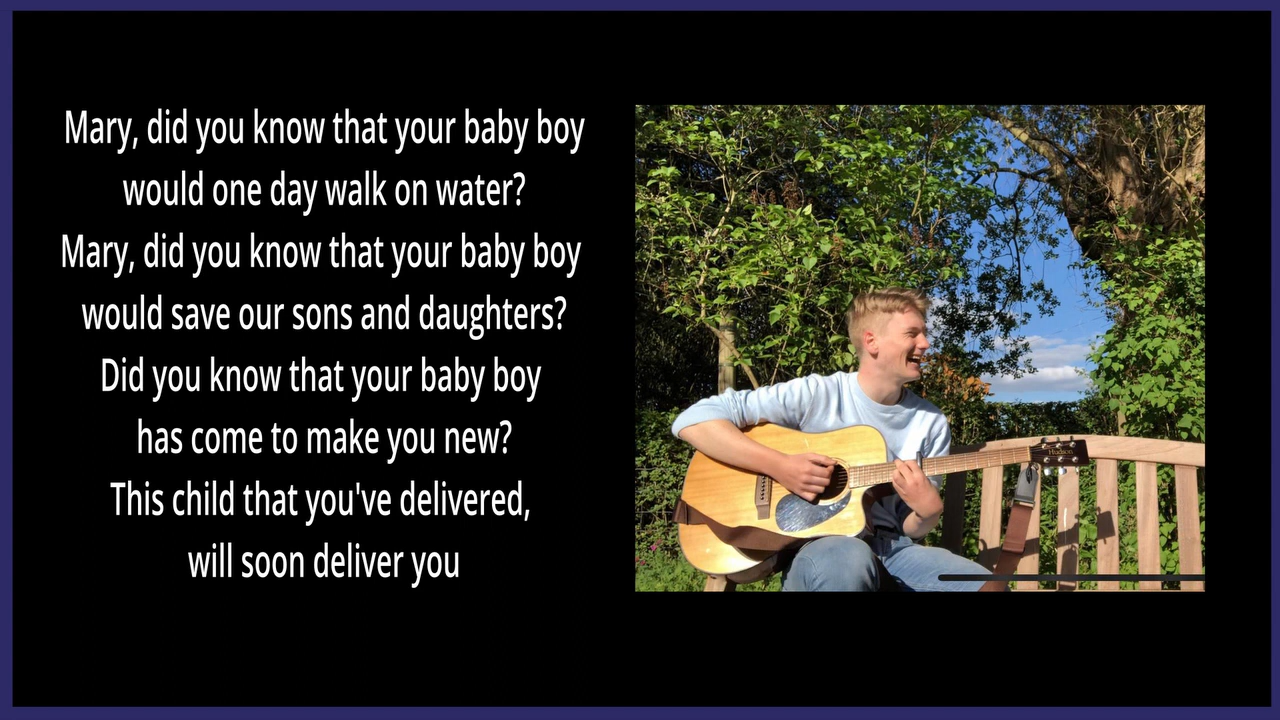 Mary, did you know that your baby boy
would one day walk on water?
Mary, did you know that your baby boy
would save our sons and daughters?
Did you know that your baby boy
has come to make you new?
This child that you've delivered,
will soon deliver you
Hudson